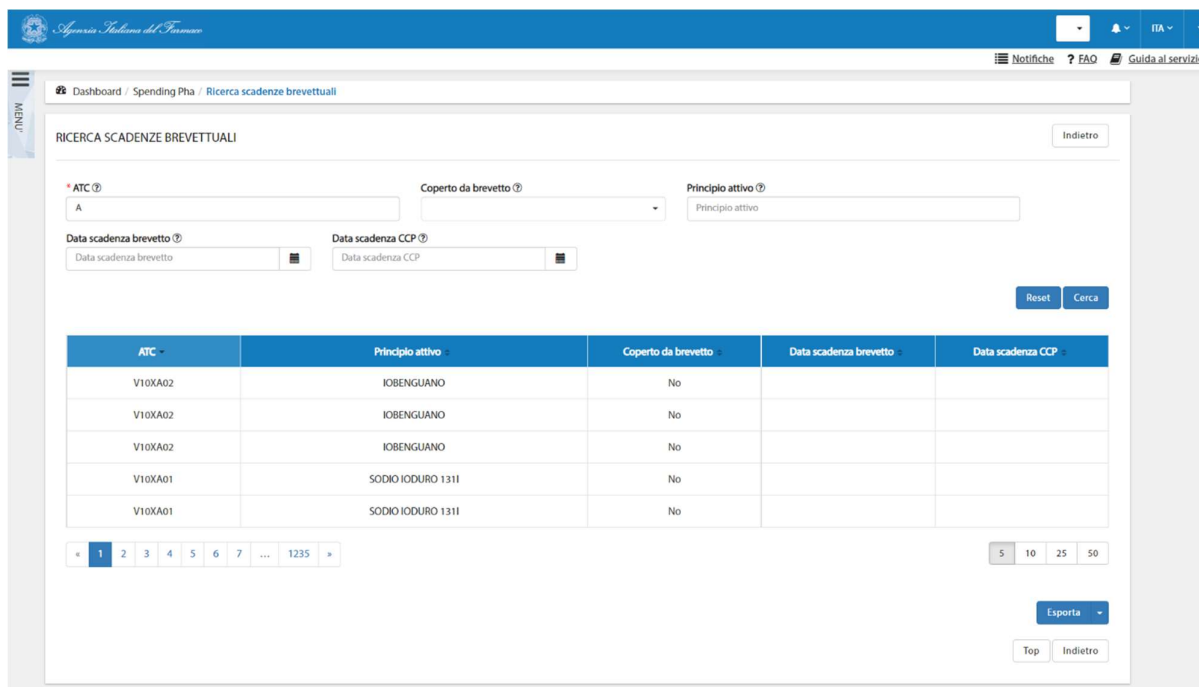 Agenzia Italiana del Farmaco
ITA
Notifiche ? FAQ Guida al servizi
MENU'
Dashboard / Spending Pha / Ricerca scadenze brevettuali
RICERCA SCADENZE BREVETTUALI Indietro
* ATC ? Coperto da brevetto ? Principio attivo ?
A Principio attivo
Data scadenza brevetto ? Data scadenza CCP ?
Data scadenza brevetto Data scadenza CCP
Reset Cerca
ATC Principio attivo Coperto da brevetto Data scadenza brevetto Data scadenza CCP
V10XA02 IOBENGUANO No
V10XA02 IOBENGUANO No
V10XA02 IOBENGUANO No
V10XA01 SODIO IODURO 131I No
V10XA01 SODIO IODURO 131I No
« 1 2 3 4 5 6 7 ... 1235 » 5 10 25 50
Esporta
Top Indietro